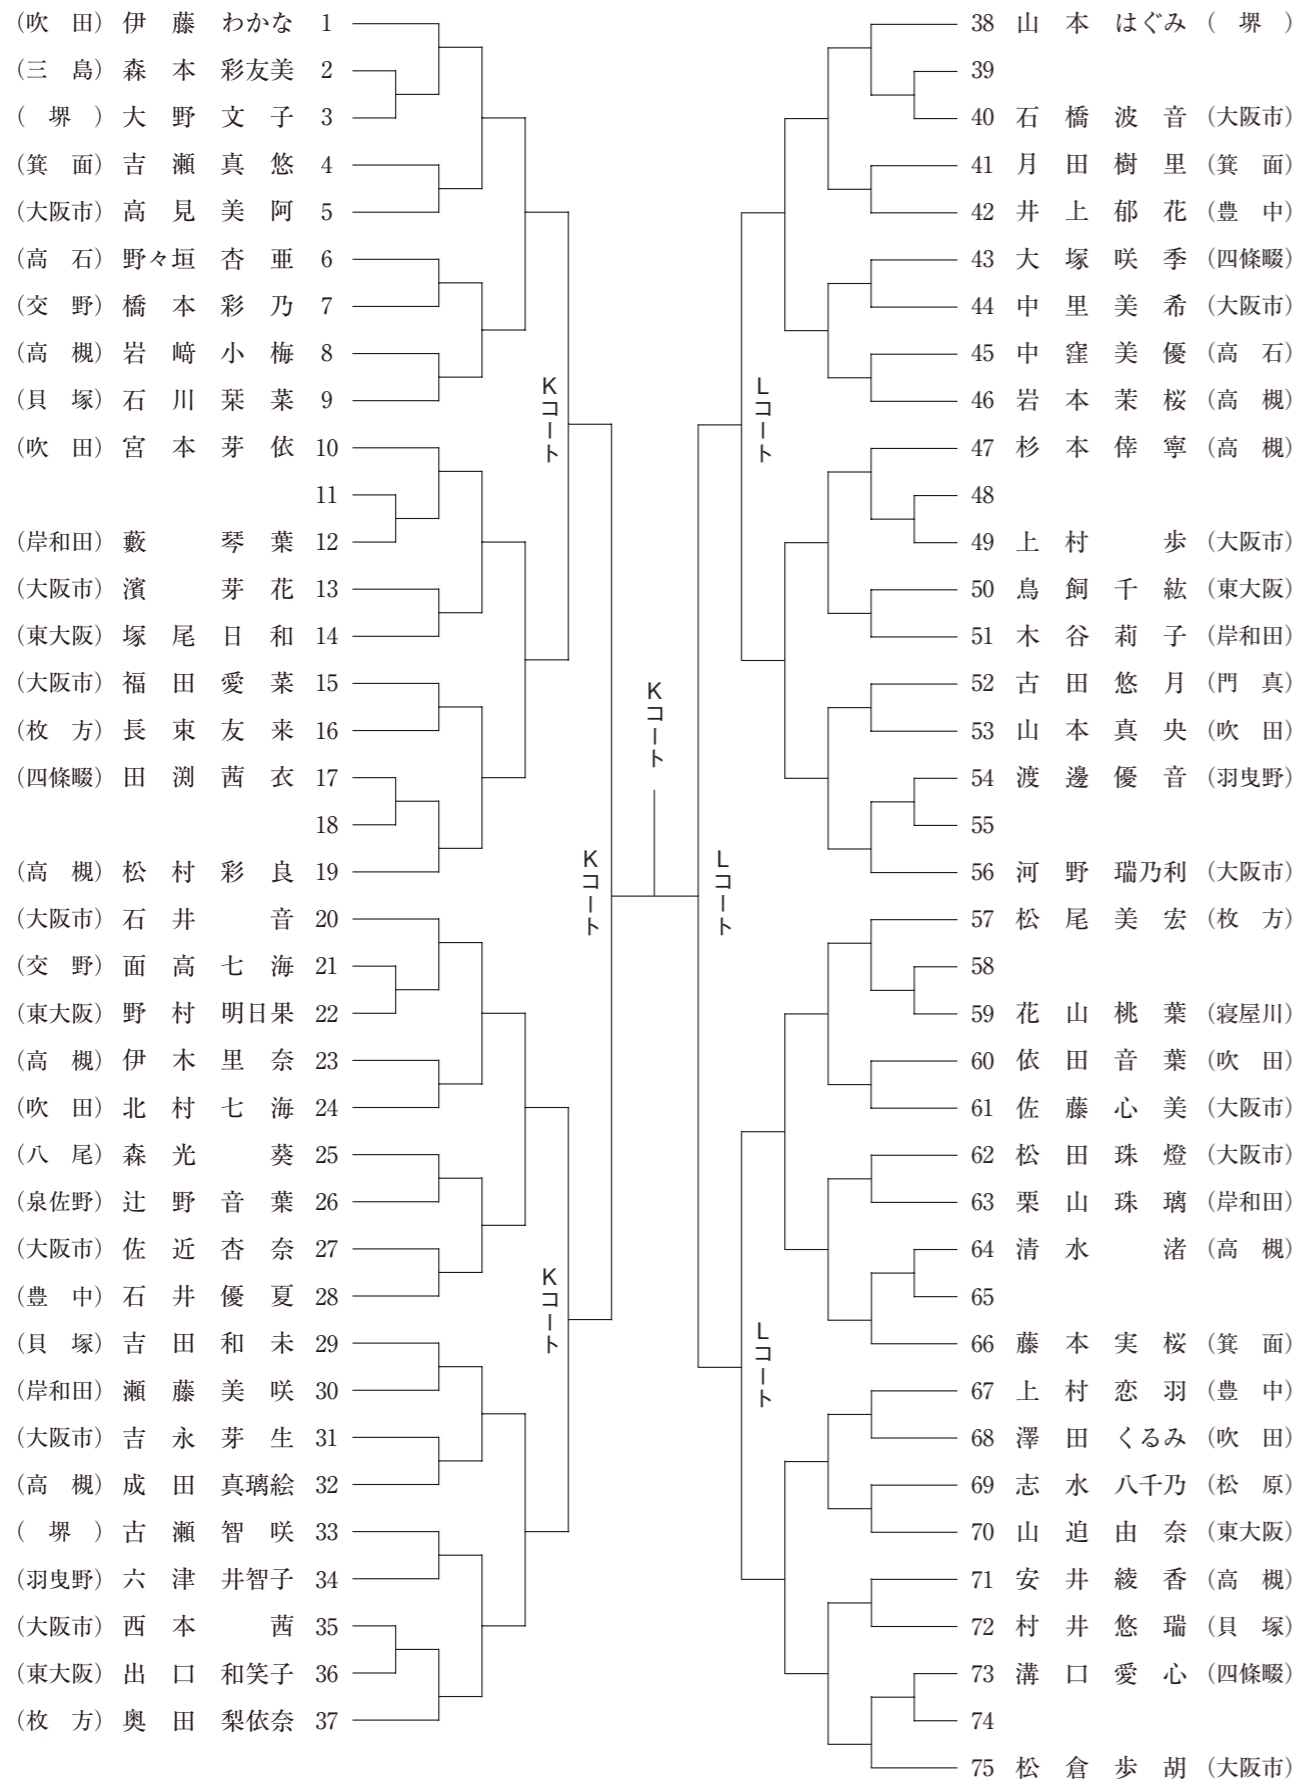 (吹 田) 伊 藤 わかな 1
(三 島) 森 本 彩友美 2
( 堺 ) 大 野 文 子 3
(箕 面) 吉 瀬 真 悠 4
(大阪市) 高 見 美 阿 5
(高 石) 野々垣 杏 亜 6
(交 野) 橋 本 彩 乃 7
(高 槻) 岩 﨑 小 梅 8
(貝 塚) 石 川 栞 菜 9
(吹 田) 宮 本 芽 依 10
11
(岸和田) 藪 琴 葉 12
(大阪市) 濱 芽 花 13
(東大阪) 塚 尾 日 和 14
(大阪市) 福 田 愛 菜 15
(枚 方) 長 東 友 来 16
(四條畷) 田 渕 茜 衣 17
18
(高 槻) 松 村 彩 良 19
(大阪市) 石 井 音 20
(交 野) 面 高 七 海 21
(東大阪) 野 村 明日果 22
(高 槻) 伊 木 里 奈 23
(吹 田) 北 村 七 海 24
(八 尾) 森 光 葵 25
(泉佐野) 辻 野 音 葉 26
(大阪市) 佐 近 杏 奈 27
(豊 中) 石 井 優 夏 28
(貝 塚) 吉 田 和 未 29
(岸和田) 瀬 藤 美 咲 30
(大阪市) 吉 永 芽 生 31
(高 槻) 成 田 真璃絵 32
( 堺 ) 古 瀬 智 咲 33
(羽曳野) 六 津 井智子 34
(大阪市) 西 本 茜 35
(東大阪) 出 口 和笑子 36
(枚 方) 奥 田 梨依奈 37
Kコート
Kコート
Kコート
Kコート
Lコート
Lコート
Lコート
38 山 本 はぐみ ( 堺 )
39
40 石 橋 波 音 (大阪市)
41 月 田 樹 里 (箕 面)
42 井 上 郁 花 (豊 中)
43 大 塚 咲 季 (四條畷)
44 中 里 美 希 (大阪市)
45 中 窪 美 優 (高 石)
46 岩 本 茉 桜 (高 槻)
47 杉 本 倖 寧 (高 槻)
48
49 上 村 歩 (大阪市)
50 鳥 飼 千 紘 (東大阪)
51 木 谷 莉 子 (岸和田)
52 古 田 悠 月 (門 真)
53 山 本 真 央 (吹 田)
54 渡 邊 優 音 (羽曳野)
55
56 河 野 瑞乃利 (大阪市)
57 松 尾 美 宏 (枚 方)
58
59 花 山 桃 葉 (寝屋川)
60 依 田 音 葉 (吹 田)
61 佐 藤 心 美 (大阪市)
62 松 田 珠 燈 (大阪市)
63 栗 山 珠 璃 (岸和田)
64 清 水 渚 (高 槻)
65
66 藤 本 実 桜 (箕 面)
67 上 村 恋 羽 (豊 中)
68 澤 田 くるみ (吹 田)
69 志 水 八千乃 (松 原)
70 山 迫 由 奈 (東大阪)
71 安 井 綾 香 (高 槻)
72 村 井 悠 瑞 (貝 塚)
73 溝 口 愛 心 (四條畷)
74
75 松 倉 歩 胡 (大阪市)